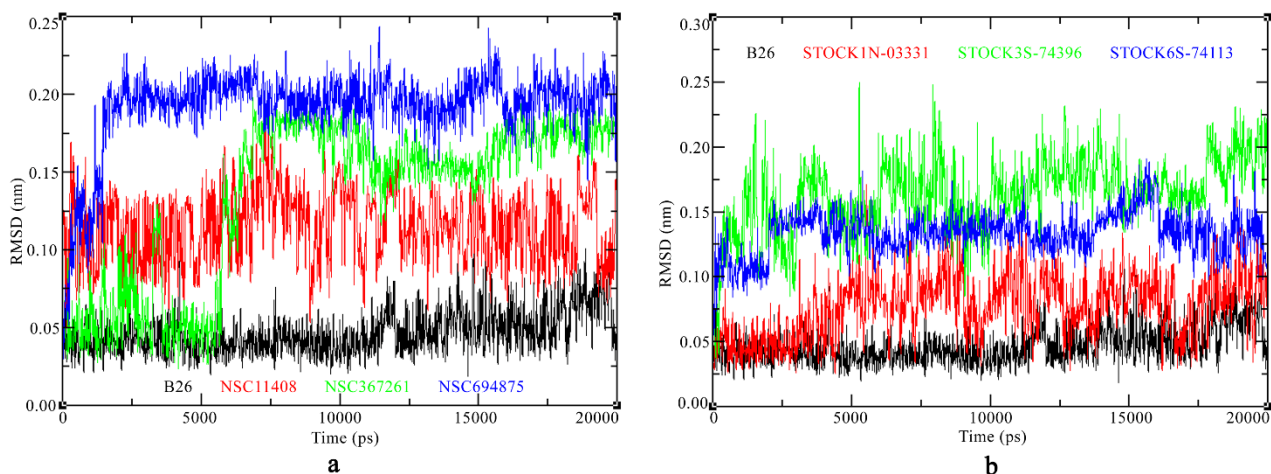 0.25
0.20
0.15
0.10
0.05
0.00
RMSD (nm)
B26 NSC11408 NSC367261 NSC694875
0 5000 10000 15000 20000
Time (ps)
a
0.30
0.25
0.20
0.15
0.10
0.05
0.00
RMSD (nm)
B26 STOCK1N-03331 STOCK3S-74396 STOCK6S-74113
0 5000 10000 15000 20000
Time (ps)
b